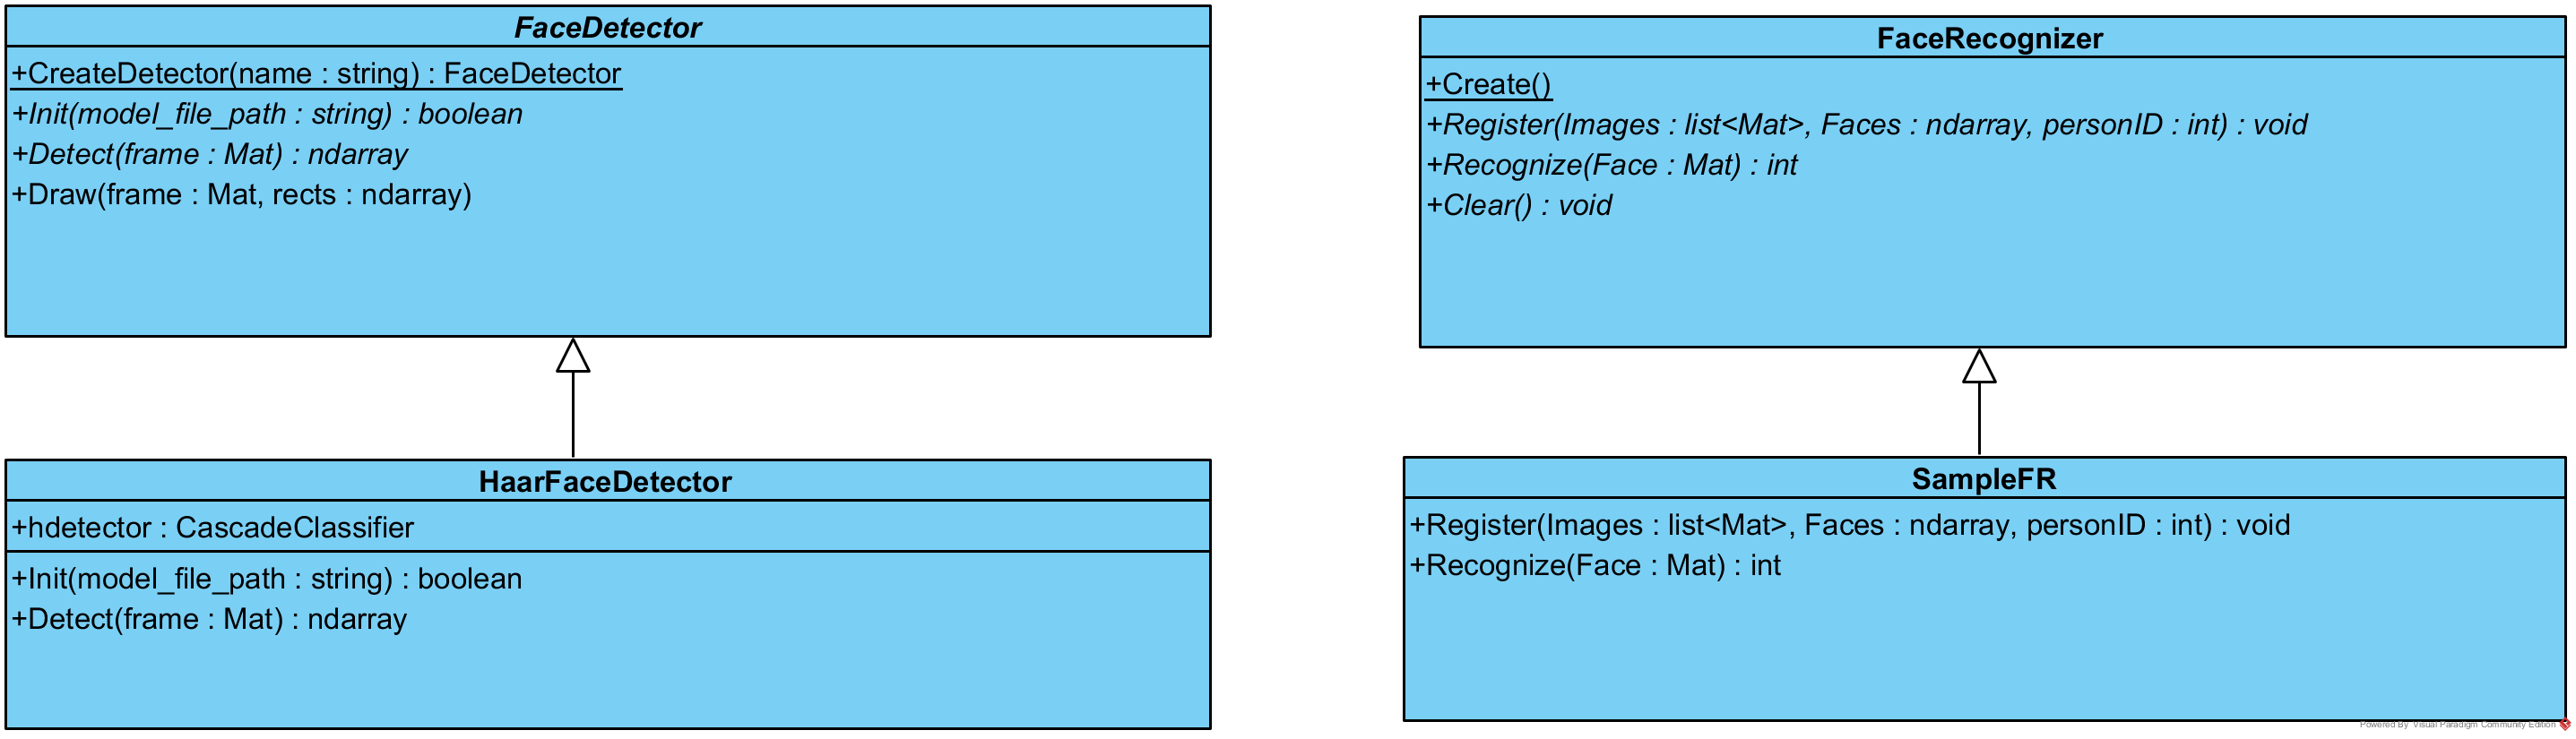 FaceDetector
+CreateDetector(name : string) : FaceDetector
+Init(model_file_path : string) : boolean
+Detect(frame : Mat) : ndarray
+Draw(frame : Mat, rects : ndarray)
FaceRecognizer
+Create()
+Register(Images : list<Mat>, Faces : ndarray, personID : int) : void
+Recognize(Face : Mat) : int
+Clear() : void
HaarFaceDetector
+hdetector : CascadeClassifier
+Init(model_file_path : string) : boolean
+Detect(frame : Mat) : ndarray
SampleFR
+Register(Images : list<Mat>, Faces : ndarray, personID : int) : void
+Recognize(Face : Mat) : int
Powered By Visual Paradigm Community Edition